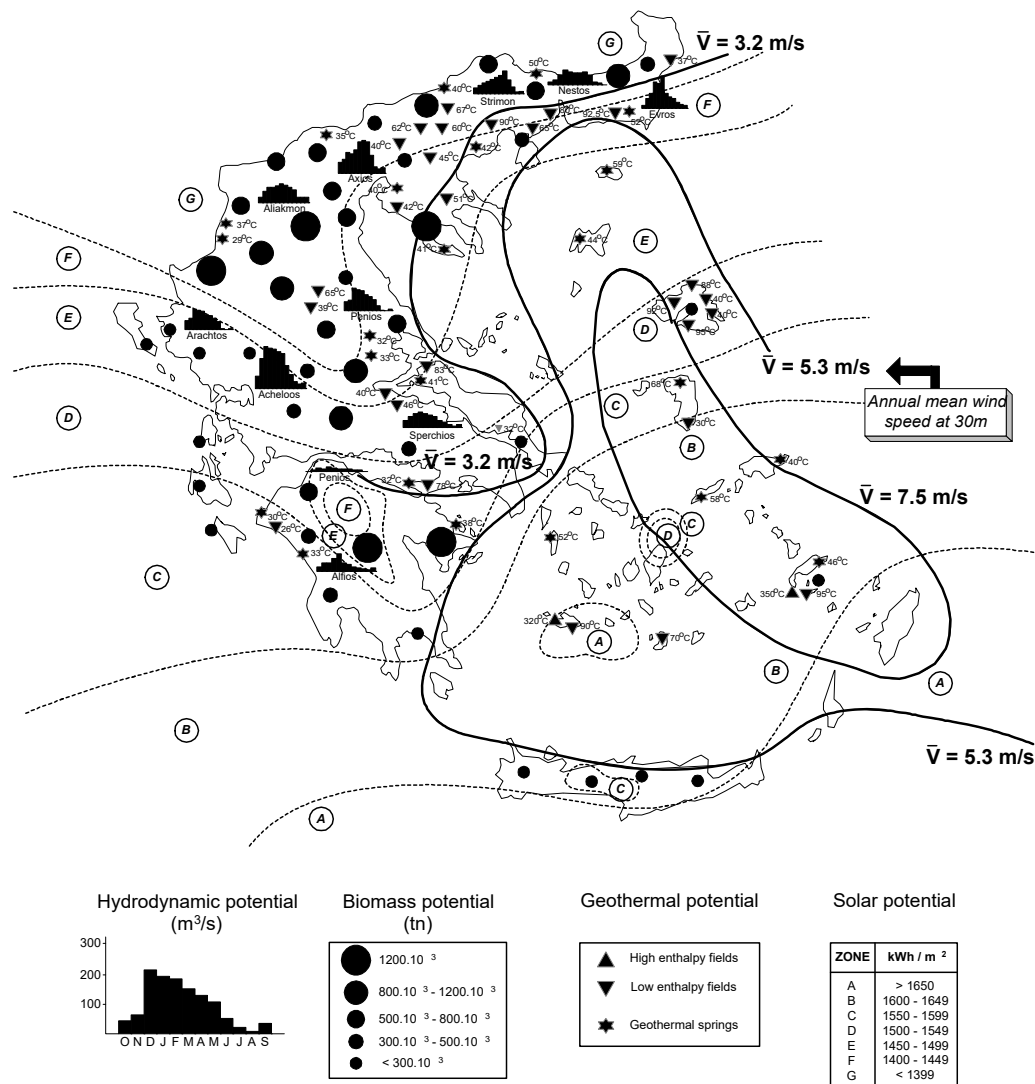 G
V̄ = 3.2 m/s
37°C
50°C
40°C
Strimon
Nestos
Evros
F
67°C
62°C
60°C
90°C
65°C
92.5°C
52°C
35°C
40°C
45°C
42°C
59°C
Axios
Aliakmon
G
40°C
42°C
51°C
37°C
29°C
41°C
44°C
E
F
E
65°C
39°C
Pinios
88°C
92°C
40°C
40°C
95°C
D
Arachtos
32°C
33°C
V̄ = 5.3 m/s
Annual mean wind
speed at 30m
83°C
41°C
Acheloos
40°C
46°C
68°C
C
30°C
D
Sperchios
32°C
B
V̄ = 3.2 m/s
40°C
Penios
32°C
78°C
V̄ = 7.5 m/s
58°C
F
30°C
26°C
38°C
C
D
E
33°C
52°C
Alfios
C
46°C
350°C
95°C
320°C
90°C
70°C
A
B
A
B
V̄ = 5.3 m/s
C
A
Hydrodynamic potential
(m³/s)
300
200
100
O N D J F M A M J J A S
Biomass potential
(tn)
1200.10 ³
800.10 ³ - 1200.10 ³
500.10 ³ - 800.10 ³
300.10 ³ - 500.10 ³
< 300.10 ³
Geothermal potential
High enthalpy fields
Low enthalpy fields
Geothermal springs
Solar potential
ZONE kWh / m ²
A > 1650
B 1600 - 1649
C 1550 - 1599
D 1500 - 1549
E 1450 - 1499
F 1400 - 1449
G < 1399